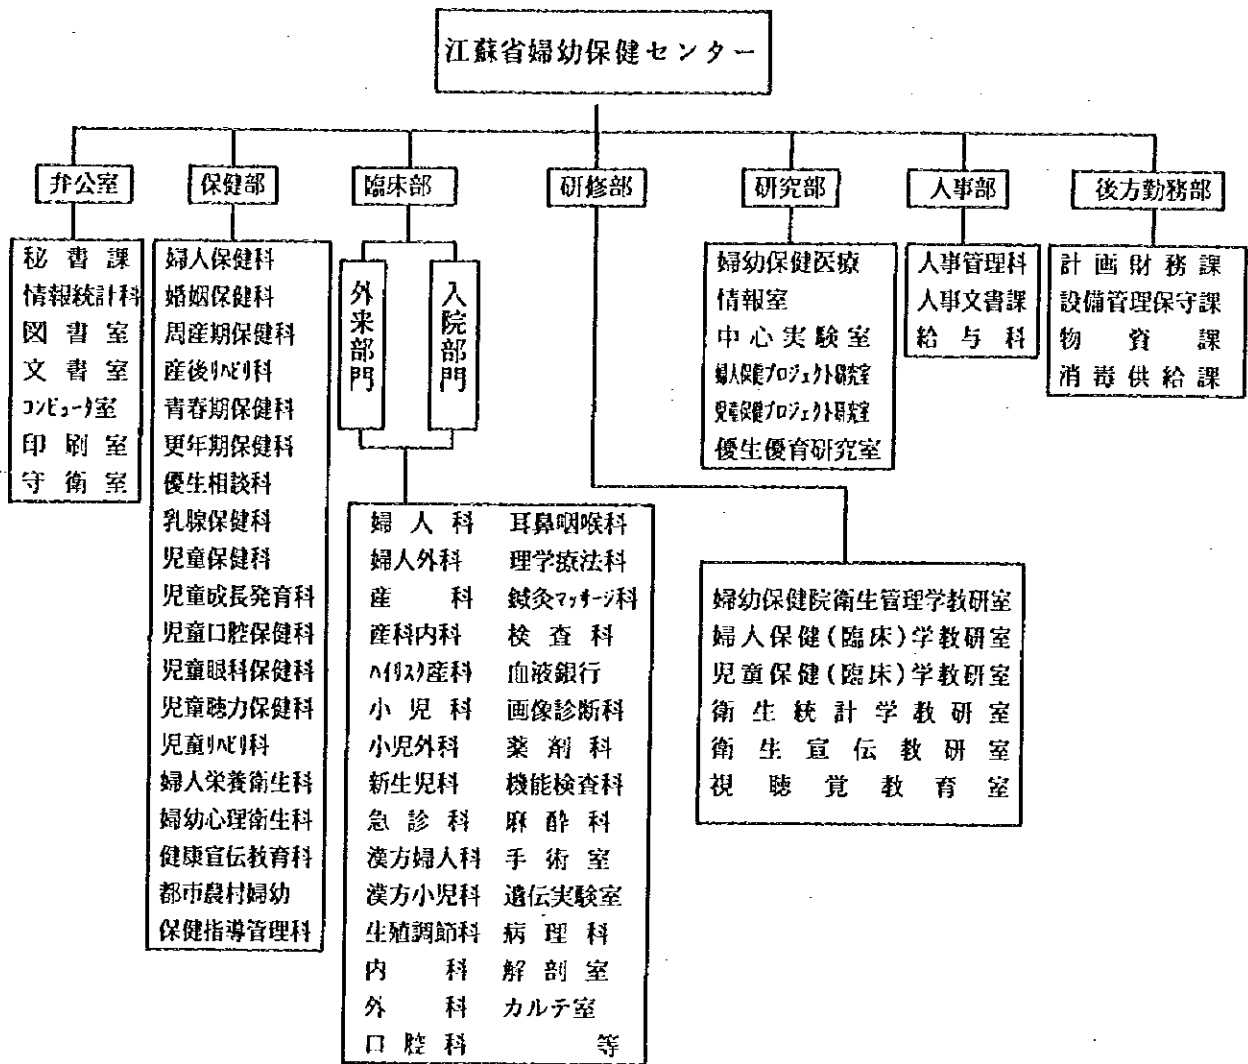 江蘇省婦幼保健センター
弁公室
保健部
臨床部
研修部
研究部
人事部
後方勤務部
秘書課
情報統計科
図書室
文書室
コンピュータ室
印刷室
守衛室
婦人保健科
婚姻保健科
周産期保健科
産後リハビリ科
青春期保健科
更年期保健科
優生相談科
乳腺保健科
児童保健科
児童成長発育科
児童口腔保健科
児童眼科保健科
児童聴力保健科
児童リハビリ科
婦人栄養衛生科
婦幼心理衛生科
健康宣伝教育科
都市農村婦幼
保健指導管理科
外来部門
入院部門
婦人科 耳鼻咽喉科
婦人外科 理学療法科
産科 鍼灸マッサージ科
産科内科 検査科
ハイリスク産科 血液銀行
小児科 画像診断科
小児外科 薬剤科
新生児科 機能検査科
急診科 麻酔科
漢方婦人科 手術室
漢方小児科 遺伝実験室
生殖調節科 病理科
内科 解剖室
外科 カルテ室
口腔科 等
婦幼保健院衛生管理学教研室
婦人保健(臨床)学教研室
児童保健(臨床)学教研室
衛生統計学教研室
衛生宣伝教研室
視聴覚教育室
婦幼保健医療
情報室
中心実験室
婦人保健プロジェクト研究室
児童保健プロジェクト研究室
優生優育研究室
人事管理科
人事文書課
給与科
計画財務課
設備管理保守課
物資課
消毒供給課